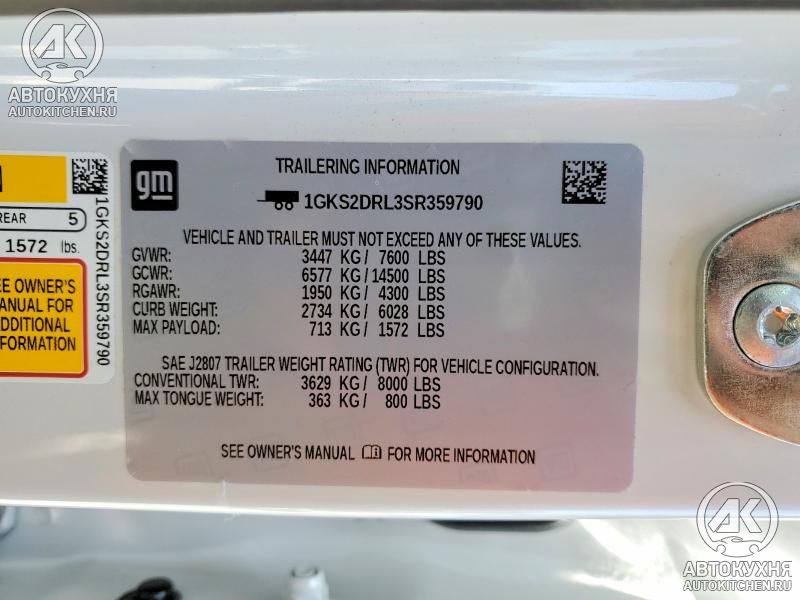 AK
АВТОКУХНЯ
AUTOKITCHEN.RU
REAR 5
1572 lbs.
SEE OWNER'S
MANUAL FOR
ADDITIONAL
INFORMATION
1GKS2DRL3SR359790
gm
TRAILERING INFORMATION
1GKS2DRL3SR359790
VEHICLE AND TRAILER MUST NOT EXCEED ANY OF THESE VALUES.
GVWR: 3447 KG / 7600 LBS
GCWR: 6577 KG / 14500 LBS
RGAWR: 1950 KG / 4300 LBS
CURB WEIGHT: 2734 KG / 6028 LBS
MAX PAYLOAD: 713 KG / 1572 LBS
SAE J2807 TRAILER WEIGHT RATING (TWR) FOR VEHICLE CONFIGURATION.
CONVENTIONAL TWR: 3629 KG / 8000 LBS
MAX TONGUE WEIGHT: 363 KG / 800 LBS
SEE OWNER'S MANUAL FOR MORE INFORMATION
AK
АВТОКУХНЯ
AUTOKITCHEN.RU